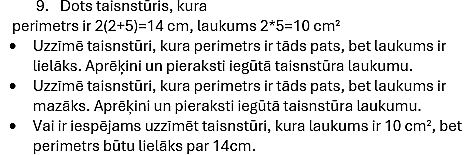 9. Dots taisnstūris, kura
perimetrs ir 2(2+5)=14 cm, laukums 2*5=10 cm²
• Uzzīmē taisnstūri, kura perimetrs ir tāds pats, bet laukums ir
lielāks. Aprēķini un pieraksti iegūtā taisnstūra laukumu.
• Uzzīmē taisnstūri, kura perimetrs ir tāds pats, bet laukums ir
mazāks. Aprēķini un pieraksti iegūtā taisnstūra laukumu.
• Vai ir iespējams uzzīmēt taisnstūri, kura laukums ir 10 cm², bet
perimetrs būtu lielāks par 14cm.